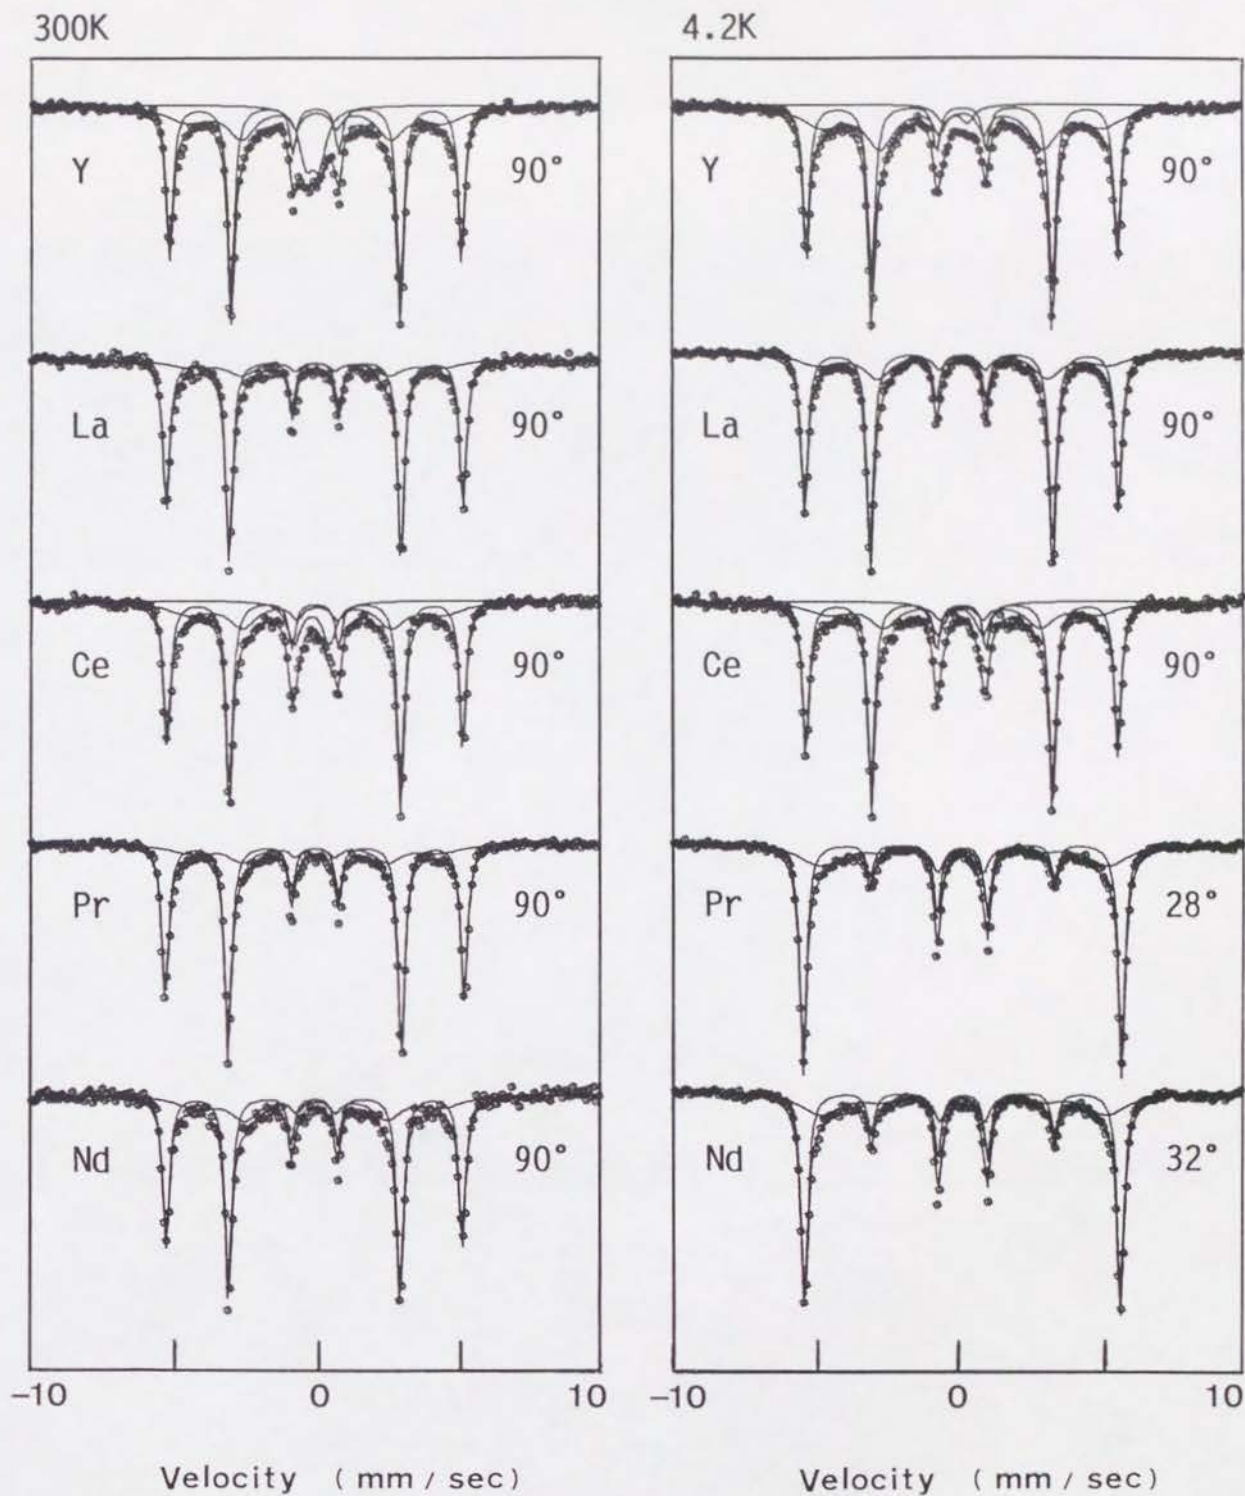 300K
Y 90°
La 90°
Ce 90°
Pr 90°
Nd 90°
−10 0 10
Velocity ( mm / sec)
4.2K
Y 90°
La 90°
Ce 90°
Pr 28°
Nd 32°
−10 0 10
Velocity ( mm / sec)